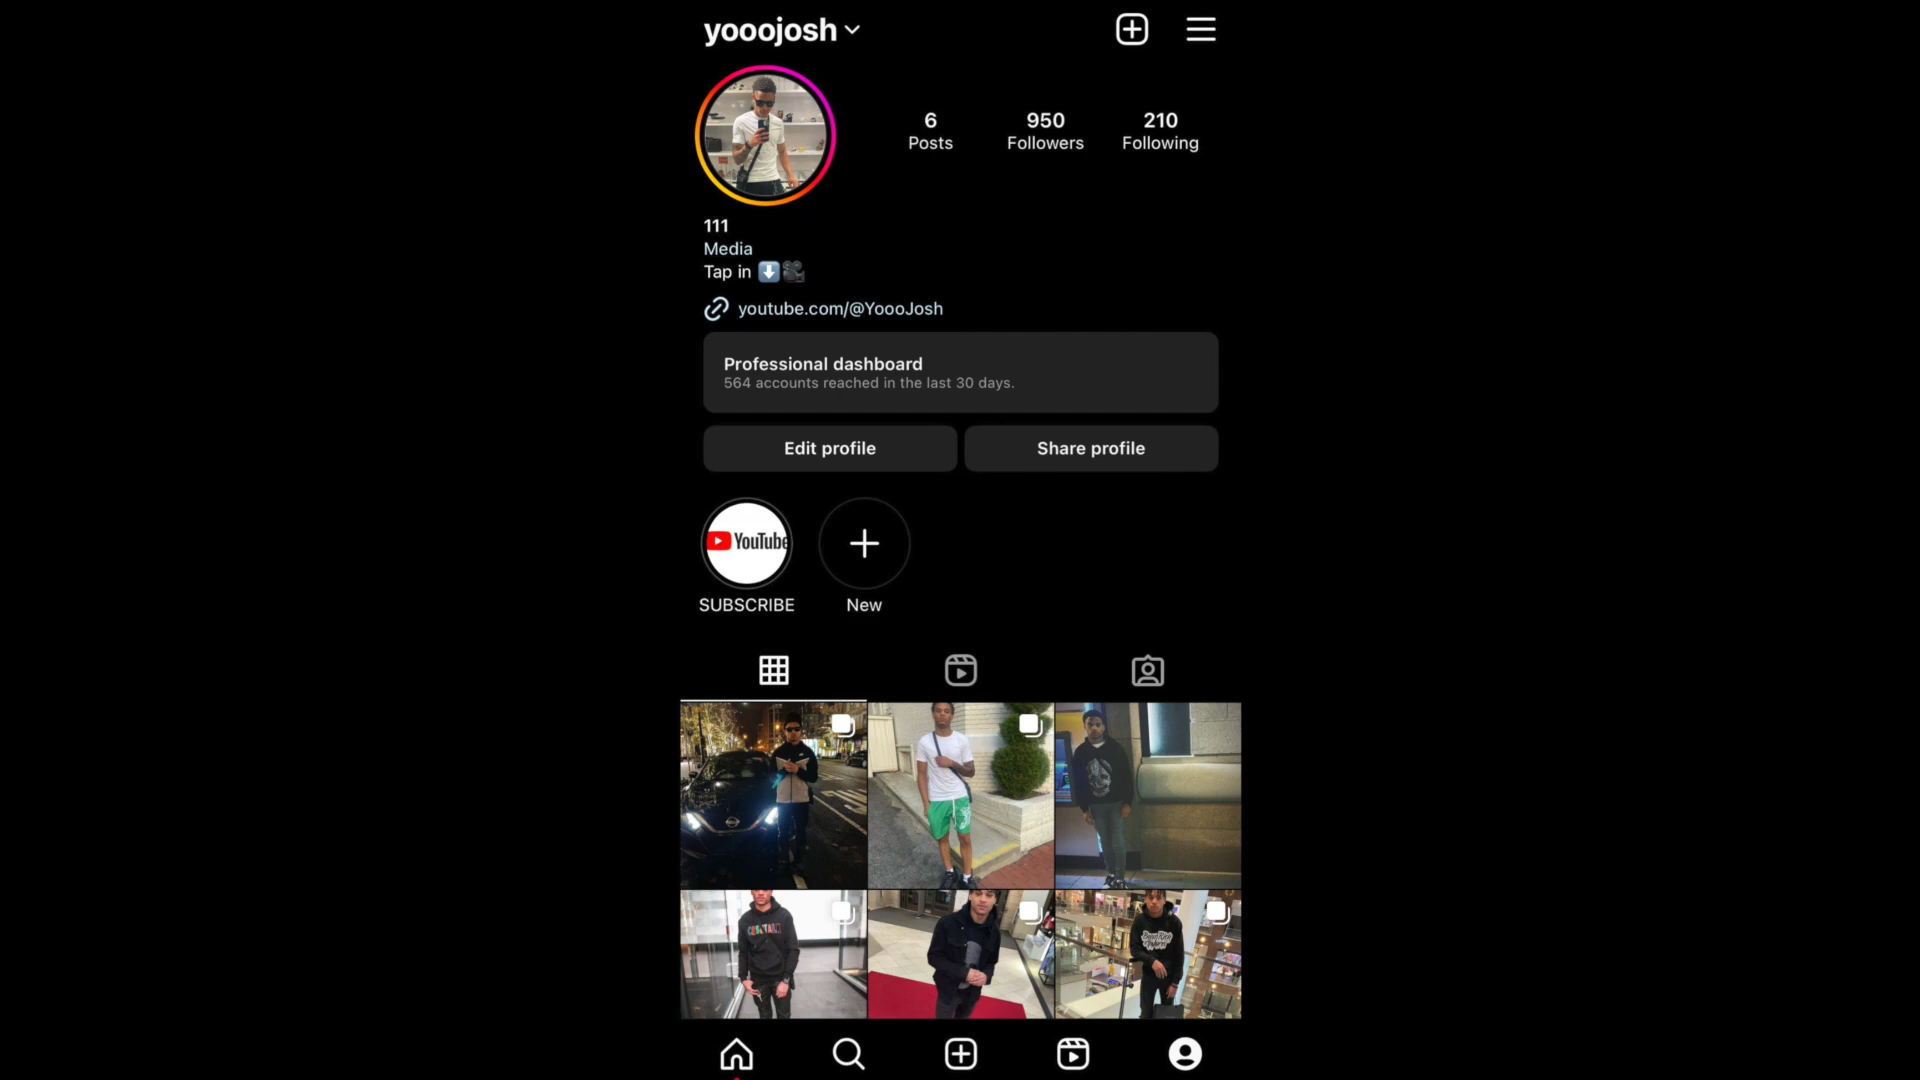 yooojosh
6 950 210
Posts Followers Following
111
Media
Tap in ⬇️🎥
youtube.com/@YoooJosh
Professional dashboard
564 accounts reached in the last 30 days.
Edit profile Share profile
YouTube
SUBSCRIBE New